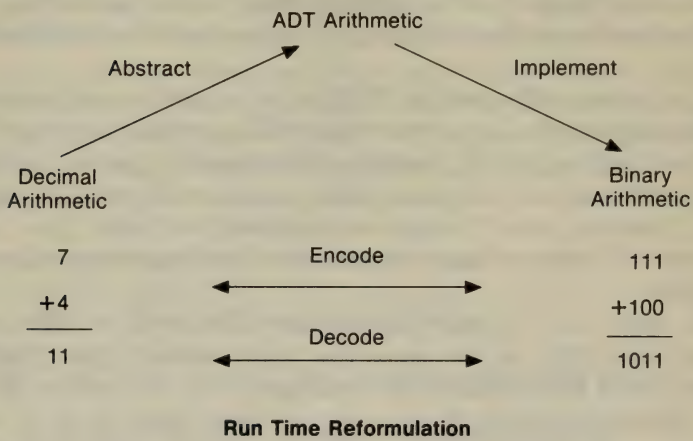 ADT Arithmetic
Abstract
Implement
Decimal
Arithmetic
Binary
Arithmetic
7
+4
11
Encode
Decode
111
+100
1011
Run Time Reformulation